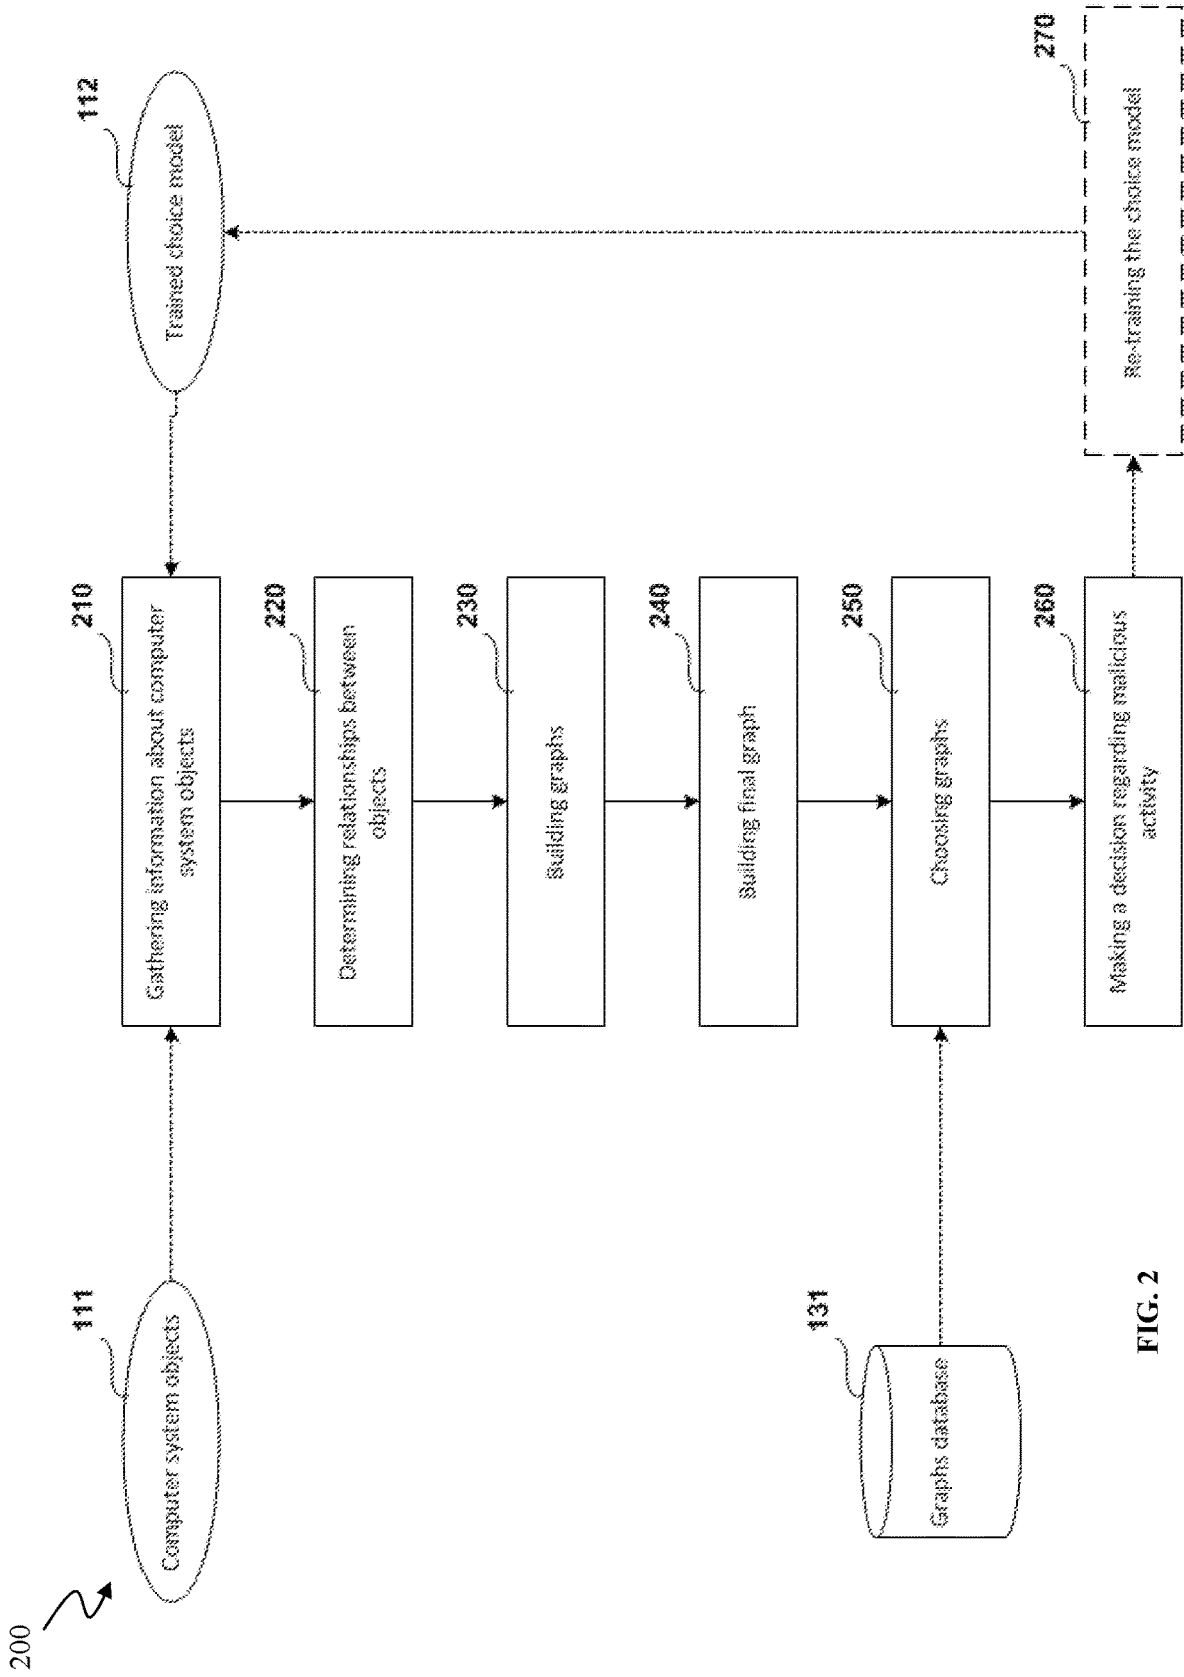 200
111
Computer system objects
210
Gathering information about computer
system objects
112
Trained choice model
220
Determining relationships between
objects
230
Building graphs
240
Building final graph
131
Graphs database
250
Choosing graphs
260
Making a decision regarding malicious
activity
270
Re-training the choice model
FIG. 2